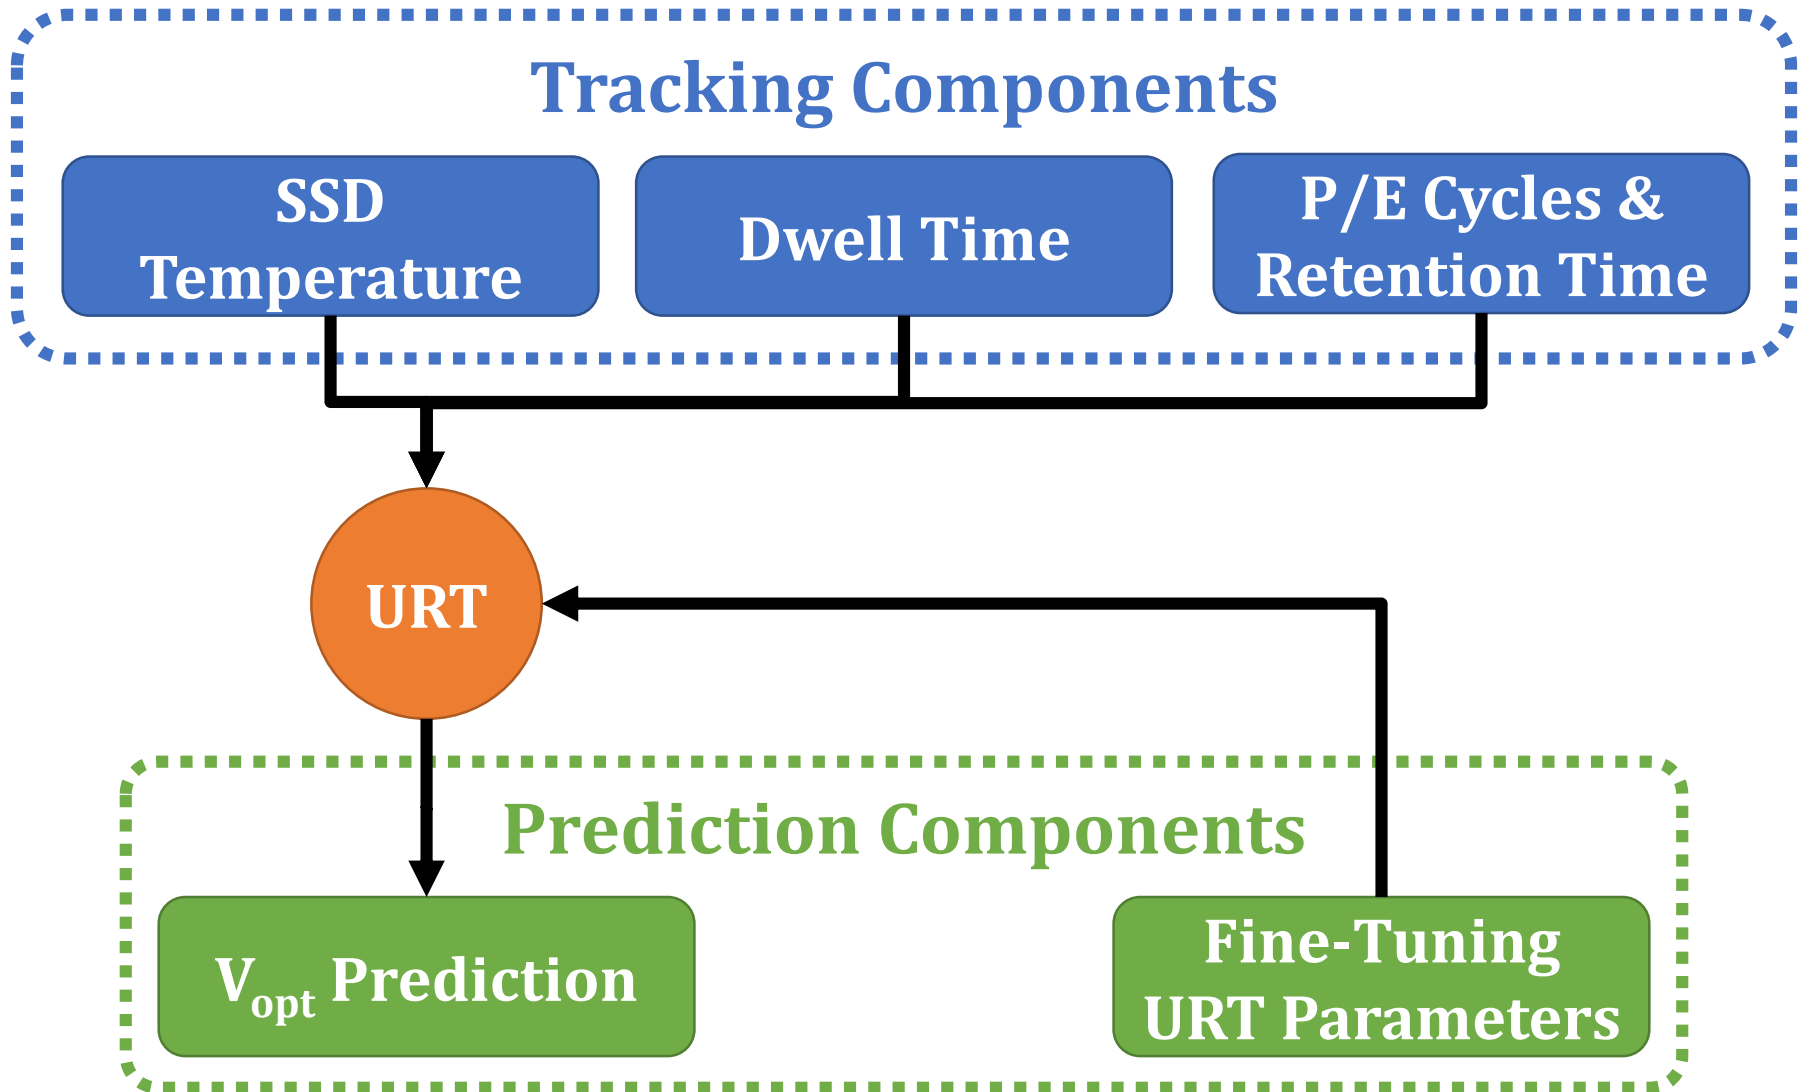 Tracking Components
SSD
Temperature
Dwell Time
P/E Cycles &
Retention Time
URT
Prediction Components
Vopt Prediction
Fine-Tuning
URT Parameters